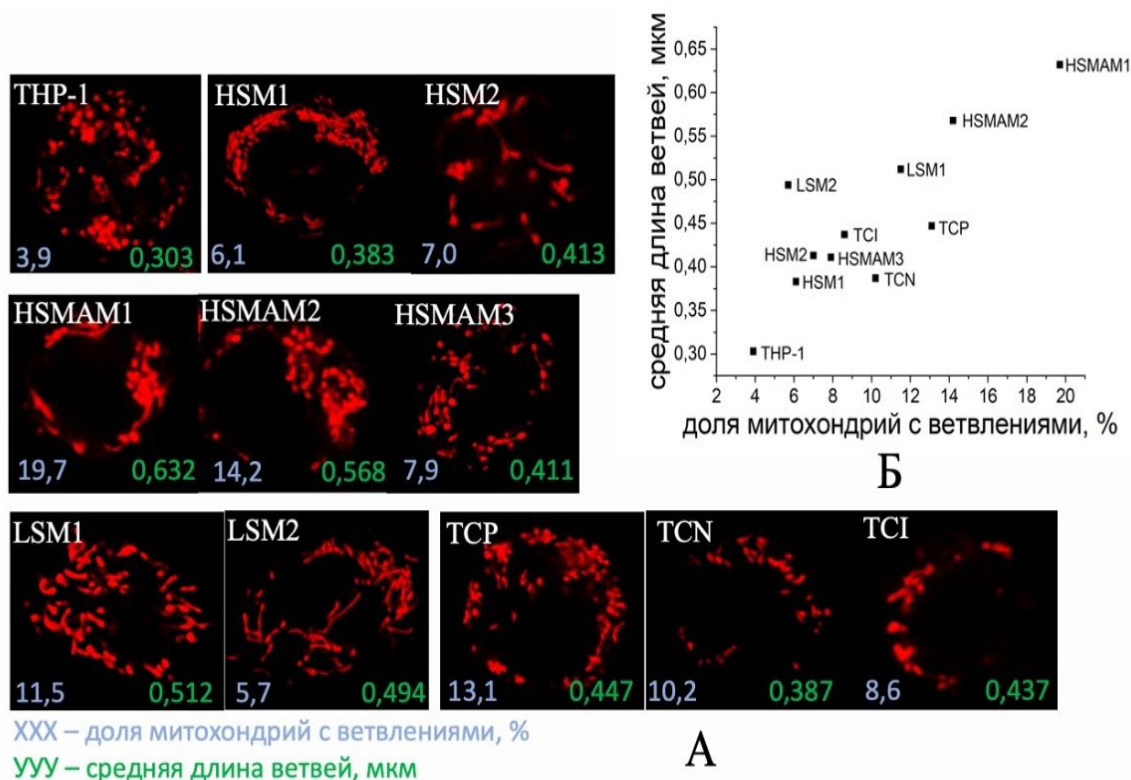 THP-1 HSM1 HSM2
3,9 0,303 6,1 0,383 7,0 0,413
HSMAM1 HSMAM2 HSMAM3
19,7 0,632 14,2 0,568 7,9 0,411
LSM1 LSM2 TCP TCN TCI
11,5 0,512 5,7 0,494 13,1 0,447 10,2 0,387 8,6 0,437
XXX – доля митохондрий с ветвлениями, %
УУУ – средняя длина ветвей, мкм
А
средняя длина ветвей, мкм
0,65
0,60
0,55
0,50
0,45
0,40
0,35
0,30
HSMAM1
HSMAM2
LSM1
LSM2
TCP
TCI
HSM2
HSMAM3
HSM1
TCN
THP-1
2 4 6 8 10 12 14 16 18 20
доля митохондрий с ветвлениями, %
Б